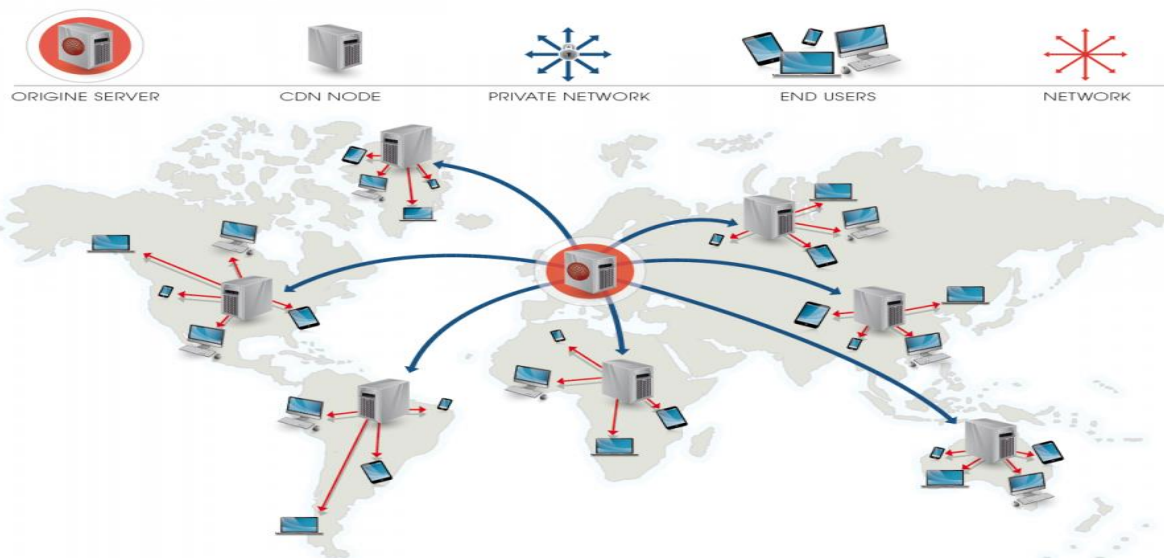 ORIGINE SERVER
CDN NODE
PRIVATE NETWORK
END USERS
NETWORK